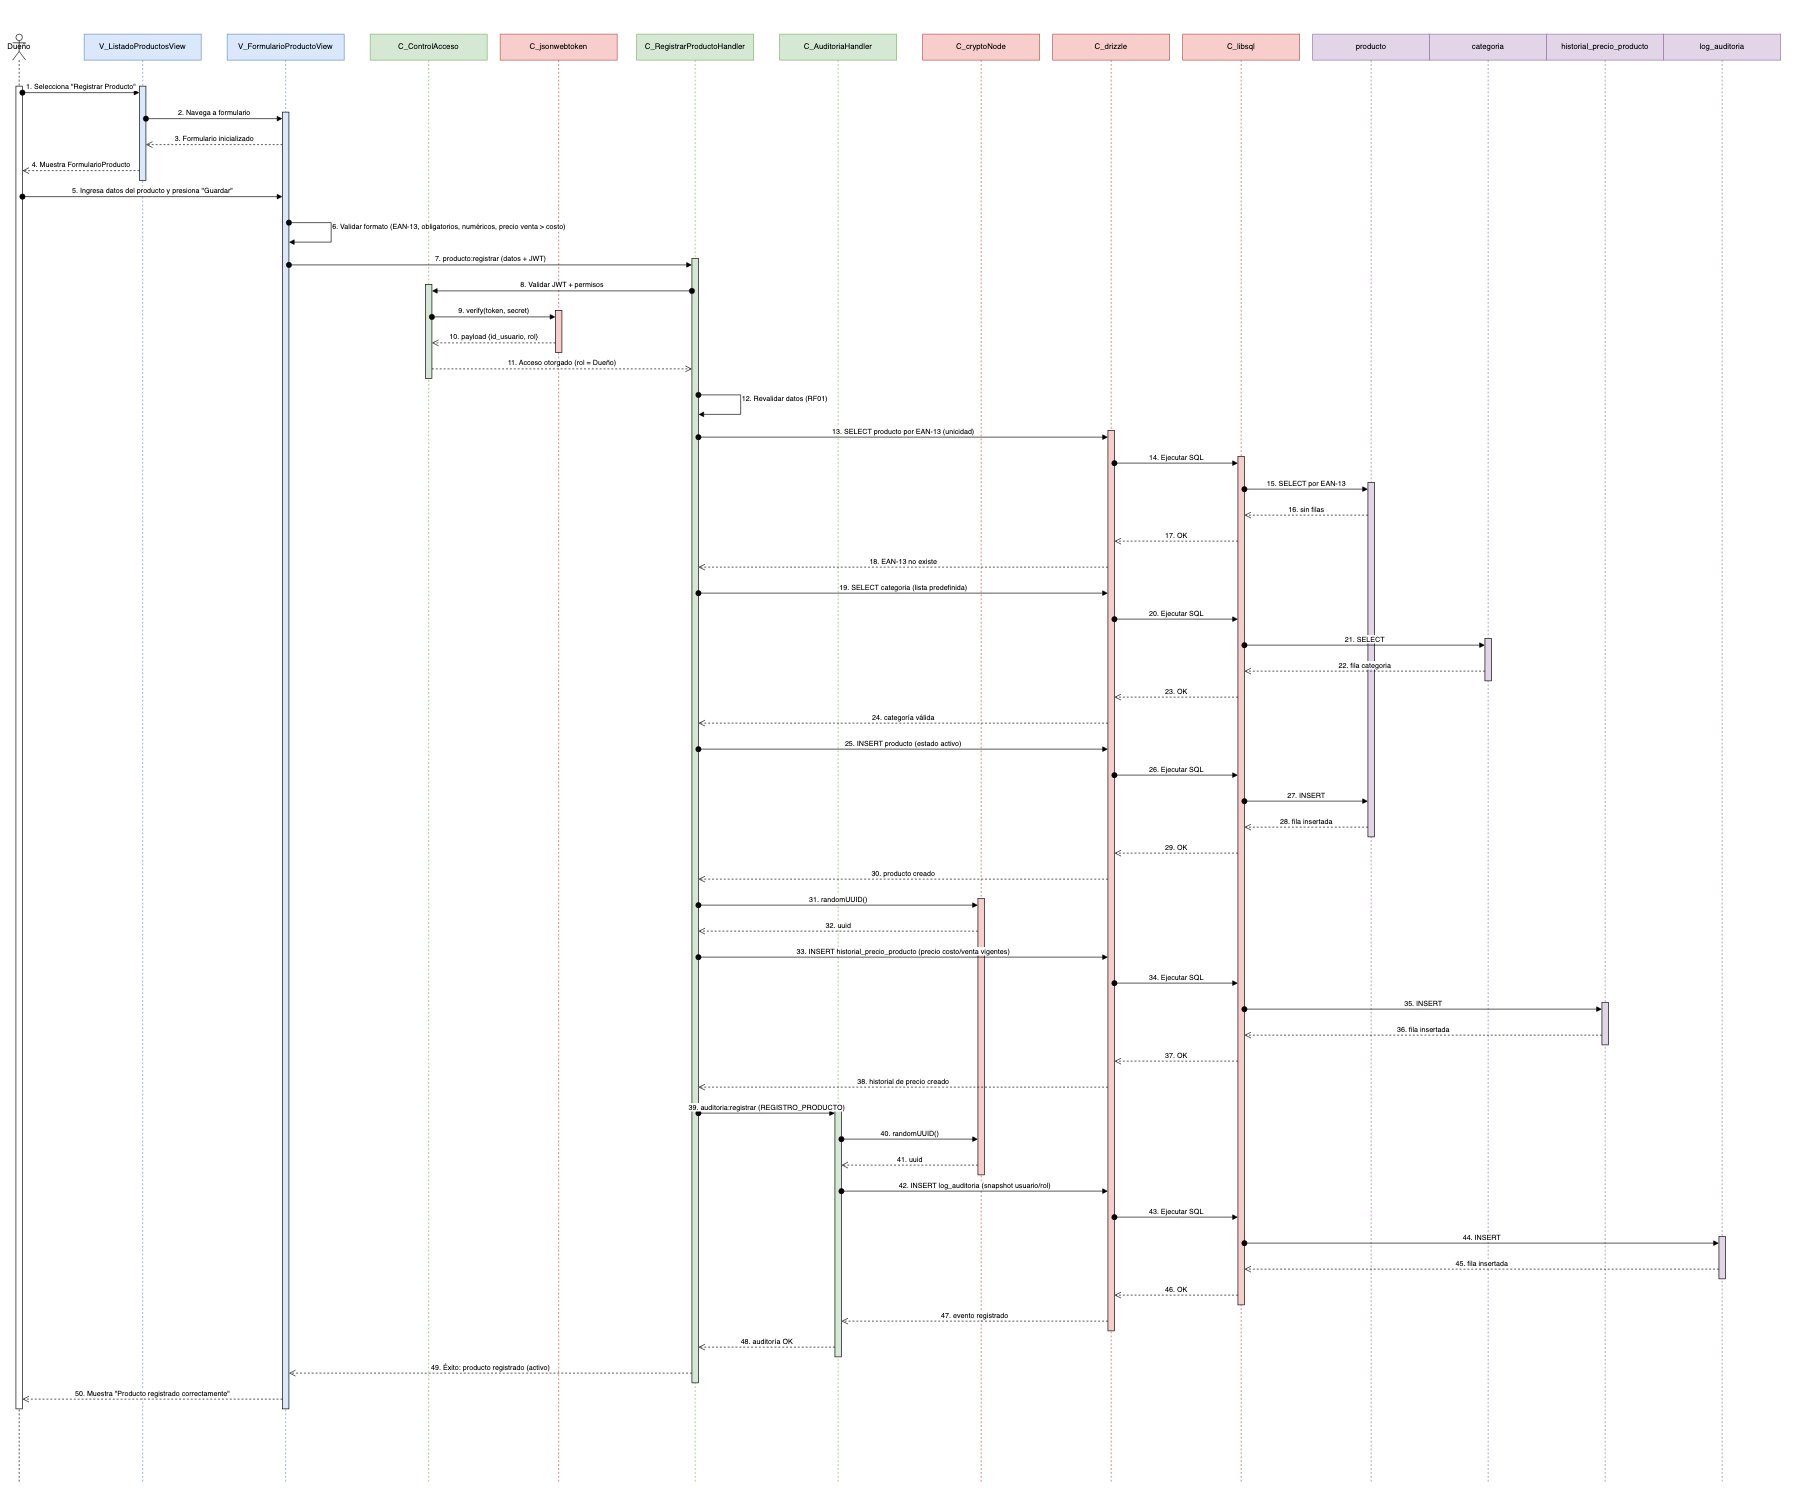 Dueño
V_ListadoProductosView
V_FormularioProductoView
C_ControlAcceso
C_jsonwebtoken
C_RegistrarProductoHandler
C_AuditoriaHandler
C_cryptoNode
C_drizzle
C_libsql
producto
categoria
historial_precio_producto
log_auditoria
1. Selecciona "Registrar Producto"
2. Navega a formulario
3. Formulario inicializado
4. Muestra FormularioProducto
5. Ingresa datos del producto y presiona "Guardar"
6. Validar formato (EAN-13, obligatorios, numéricos, precio venta > costo)
7. producto:registrar (datos + JWT)
8. Validar JWT + permisos
9. verify(token, secret)
10. payload {id_usuario, rol}
11. Acceso otorgado (rol = Dueño)
12. Revalidar datos (RF01)
13. SELECT producto por EAN-13 (unicidad)
14. Ejecutar SQL
15. SELECT por EAN-13
16. sin filas
17. OK
18. EAN-13 no existe
19. SELECT categoria (lista predefinida)
20. Ejecutar SQL
21. SELECT
22. fila categoria
23. OK
24. categoría válida
25. INSERT producto (estado activo)
26. Ejecutar SQL
27. INSERT
28. fila insertada
29. OK
30. producto creado
31. randomUUID()
32. uuid
33. INSERT historial_precio_producto (precio costo/venta vigentes)
34. Ejecutar SQL
35. INSERT
36. fila insertada
37. OK
38. historial de precio creado
39. auditoria:registrar (REGISTRO_PRODUCTO)
40. randomUUID()
41. uuid
42. INSERT log_auditoria (snapshot usuario/rol)
43. Ejecutar SQL
44. INSERT
45. fila insertada
46. OK
47. evento registrado
48. auditoría OK
49. Éxito: producto registrado (activo)
50. Muestra "Producto registrado correctamente"